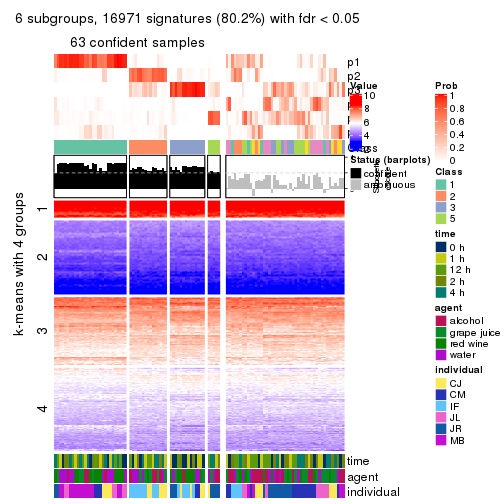 6 subgroups, 16971 signatures (80.2%) with fdr < 0.05
63 confident samples
p1
p2
p3
Class
k-means with 4 groups
1
2
3
4
time
agent
individual
Value
10
8
6
4
2
Status (barplots)
confident
ambiguous
Prob
1
0.8
0.6
0.4
0.2
0
Class
1
2
3
5
time
0 h
1 h
12 h
2 h
4 h
agent
alcohol
grape juice
red wine
water
individual
CJ
CM
IF
JL
JR
MB